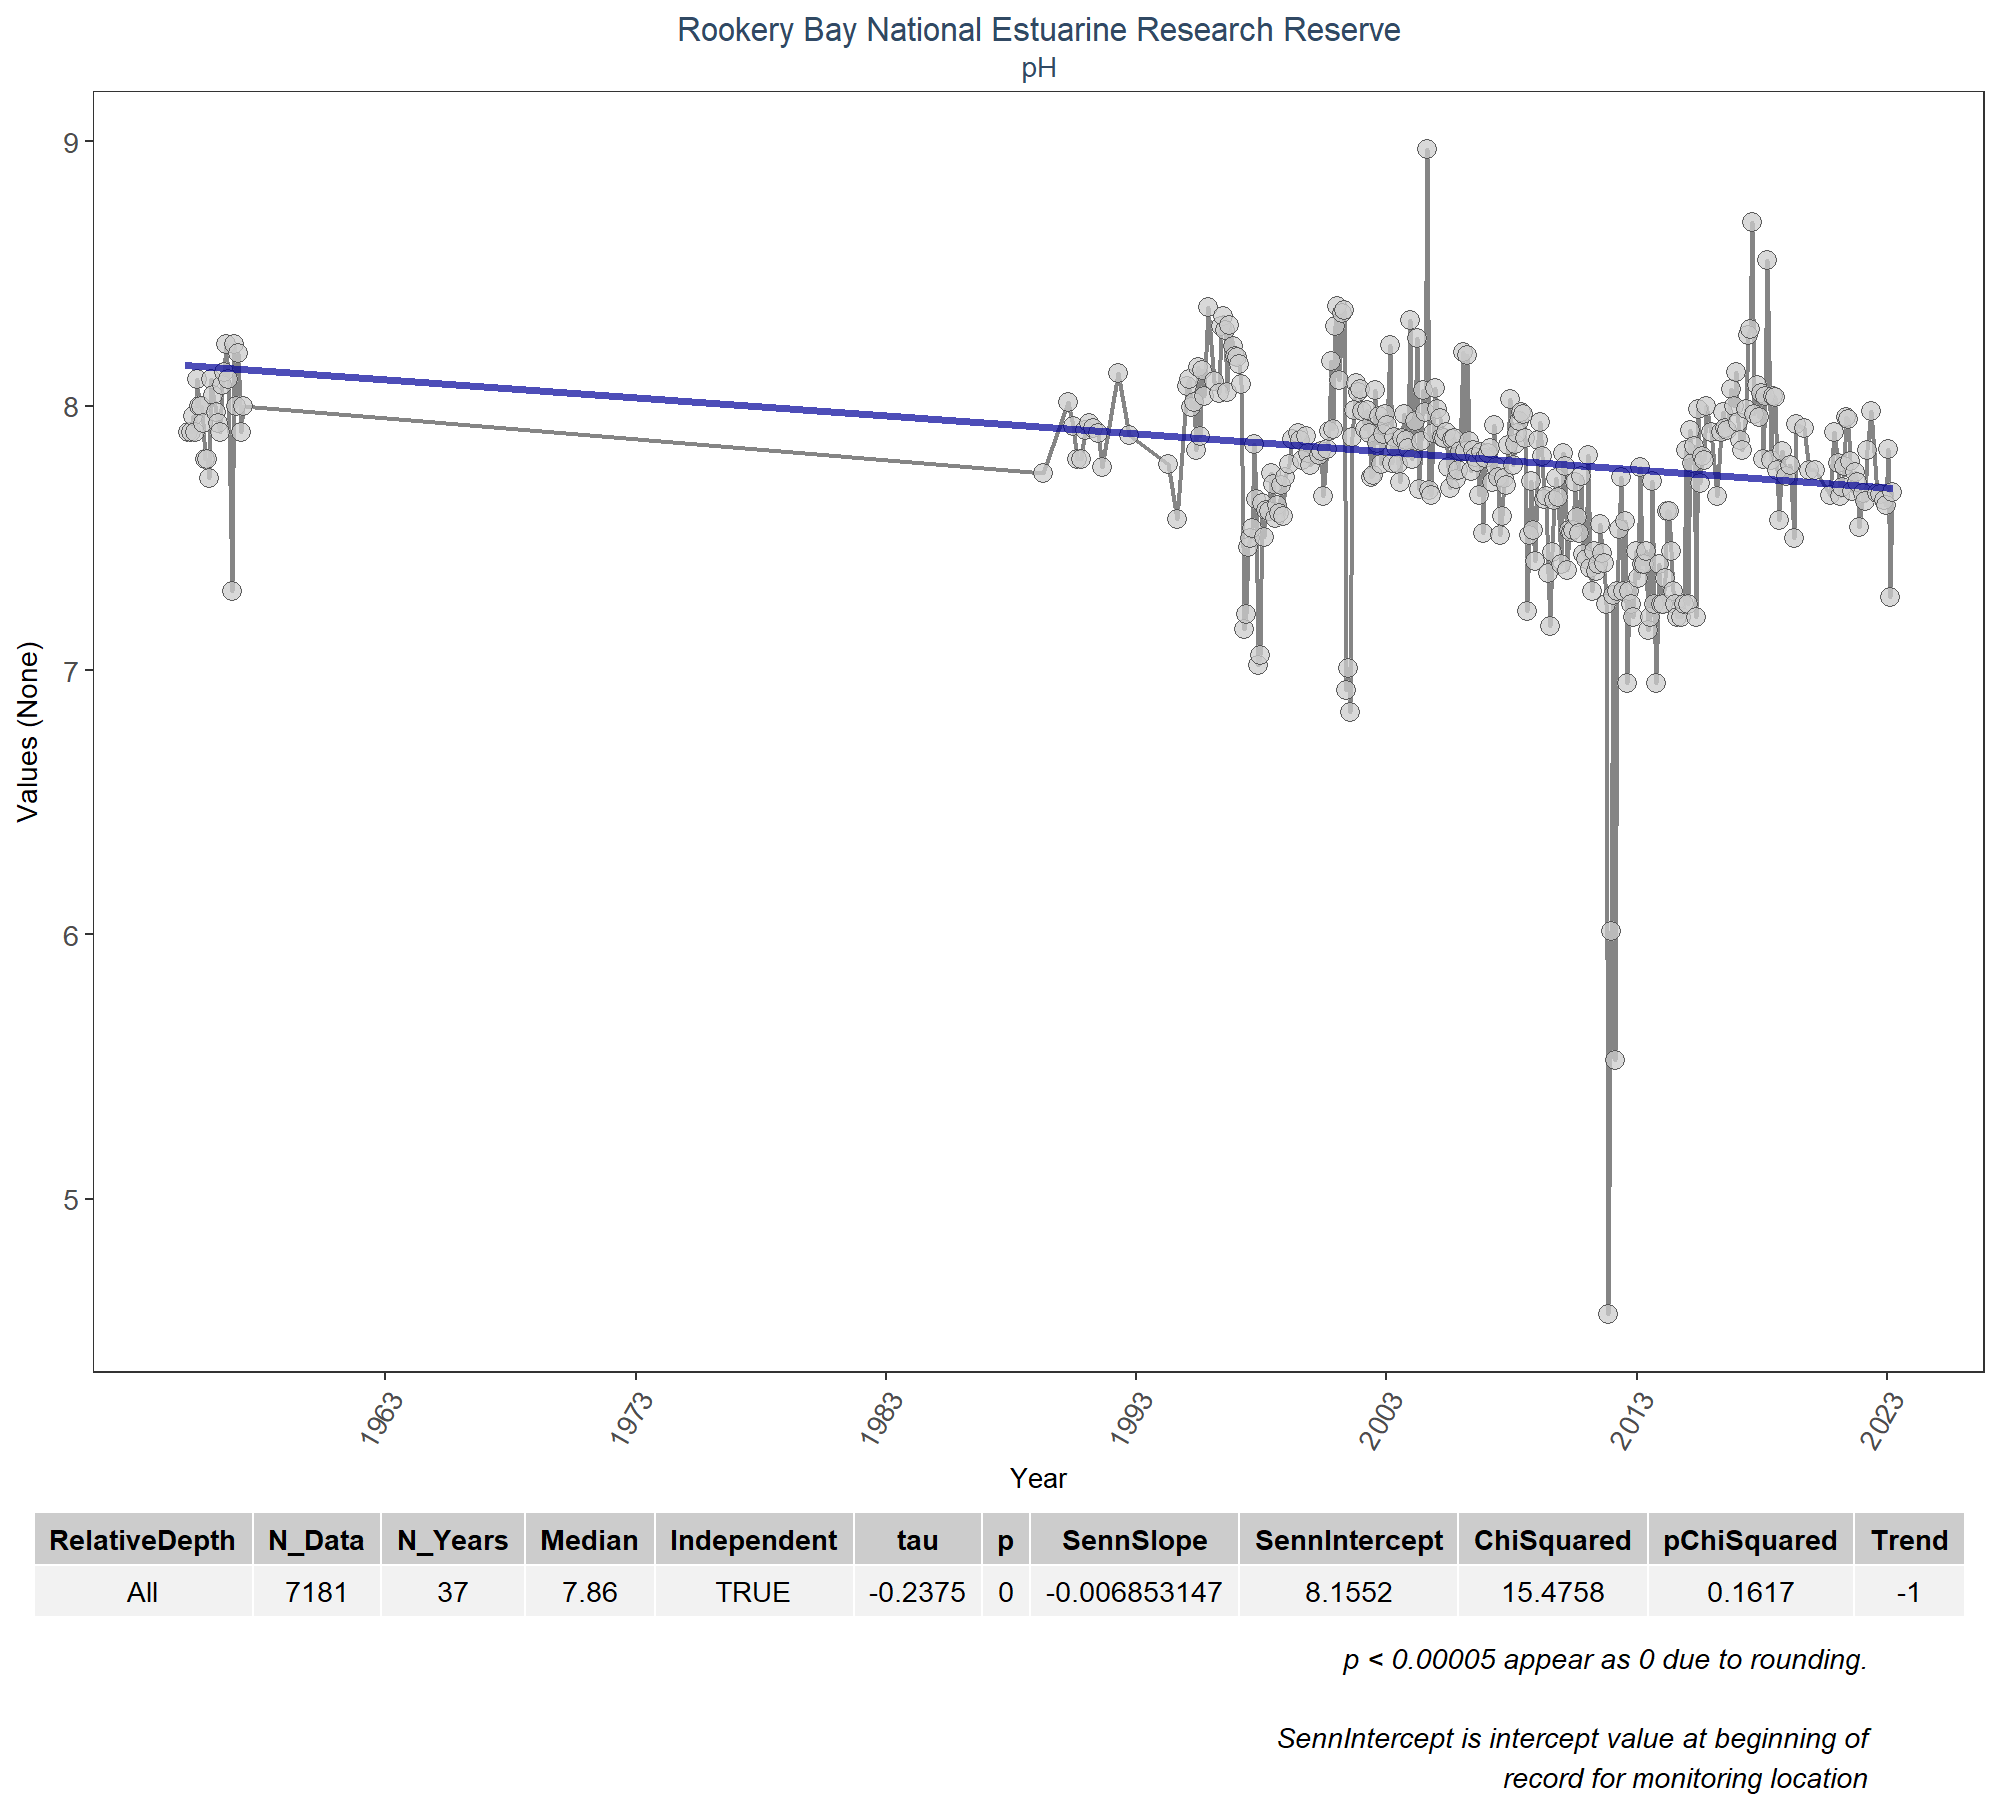 Rookery Bay National Estuarine Research Reserve
pH
9
8
7
6
5
Values (None)
1963 1973 1983 1993 2003 2013 2023
Year
RelativeDepth N_Data N_Years Median Independent tau p SennSlope SennIntercept ChiSquared pChiSquared Trend
All 7181 37 7.86 TRUE -0.2375 0 -0.006853147 8.1552 15.4758 0.1617 -1
p < 0.00005 appear as 0 due to rounding.
SennIntercept is intercept value at beginning of
record for monitoring location